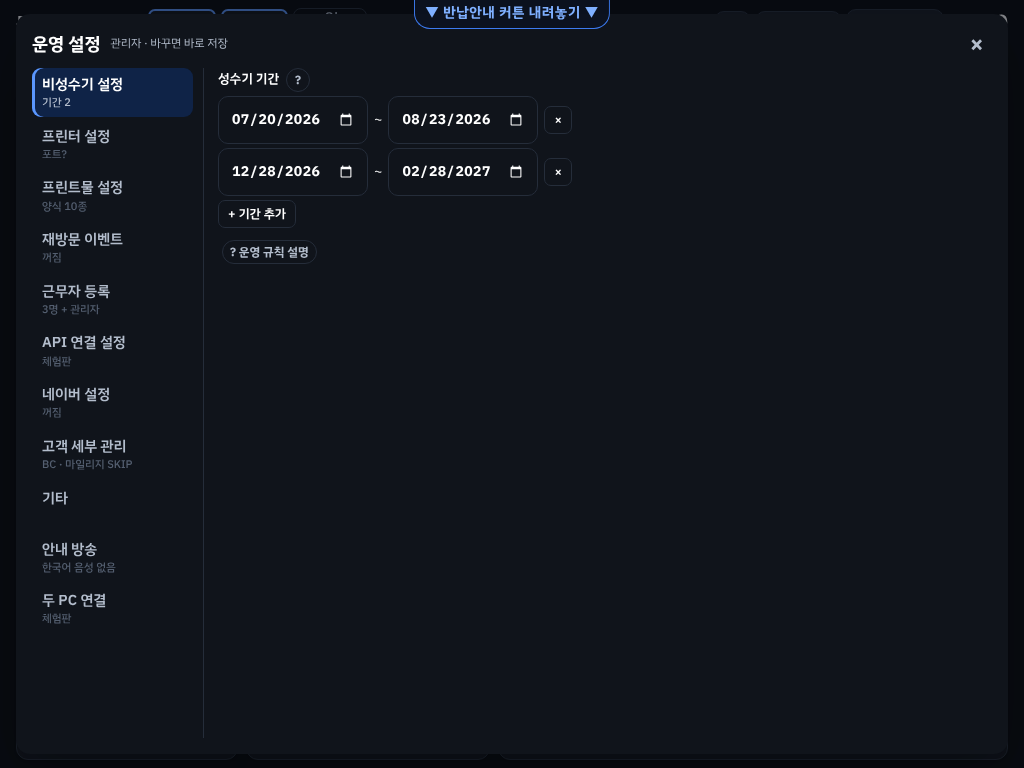 ▼ 반납안내 커튼 내려놓기 ▼
운영 설정 관리자 · 바꾸면 바로 저장 ×
비성수기 설정
기간 2
프린터 설정
포트?
프린트물 설정
양식 10종
재방문 이벤트
꺼짐
근무자 등록
3명 + 관리자
API 연결 설정
체험판
네이버 설정
꺼짐
고객 세부 관리
BC · 마일리지 SKIP
기타
안내 방송
한국어 음성 없음
두 PC 연결
체험판
성수기 기간 ?
07/20/2026 ~ 08/23/2026 ×
12/28/2026 ~ 02/28/2027 ×
+ 기간 추가
? 운영 규칙 설명